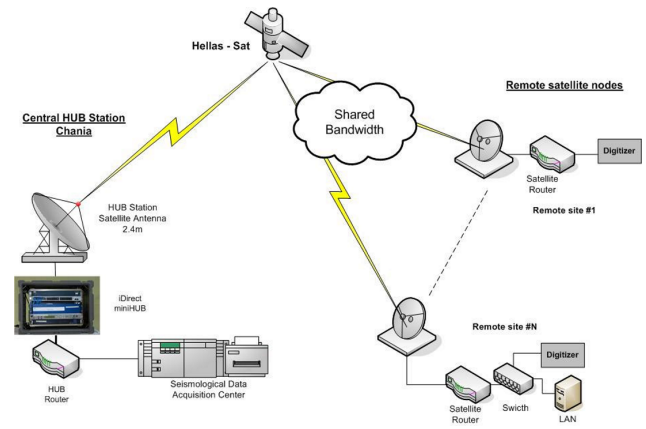 Hellas - Sat
Remote satellite nodes
Central HUB Station
Chania
Shared
Bandwidth
Digitizer
Satellite
Router
Remote site #1
HUB Station
Satellite Antenna
2.4m
iDirect
miniHUB
Remote site #N
Digitizer
HUB
Router
Seismological Data
Acquisition Center
Satellite
Router
Swicth
LAN